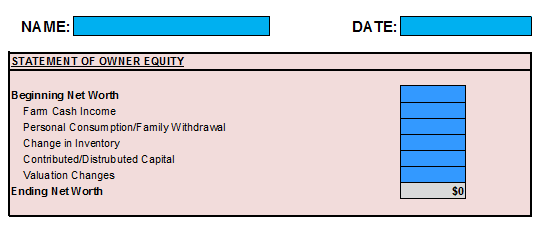 NAME: DATE:
STATEMENT OF OWNER EQUITY
Beginning Net Worth
Farm Cash Income
Personal Consumption/Family Withdrawal
Change in Inventory
Contributed/Distrubuted Capital
Valuation Changes
Ending Net Worth $0